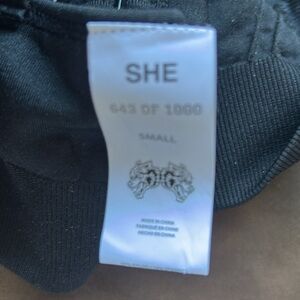 SHE
643 OF 1000
SMALL
MADE IN CHINA
FABRIQUÉ EN CHINE
HECHO EN CHINA